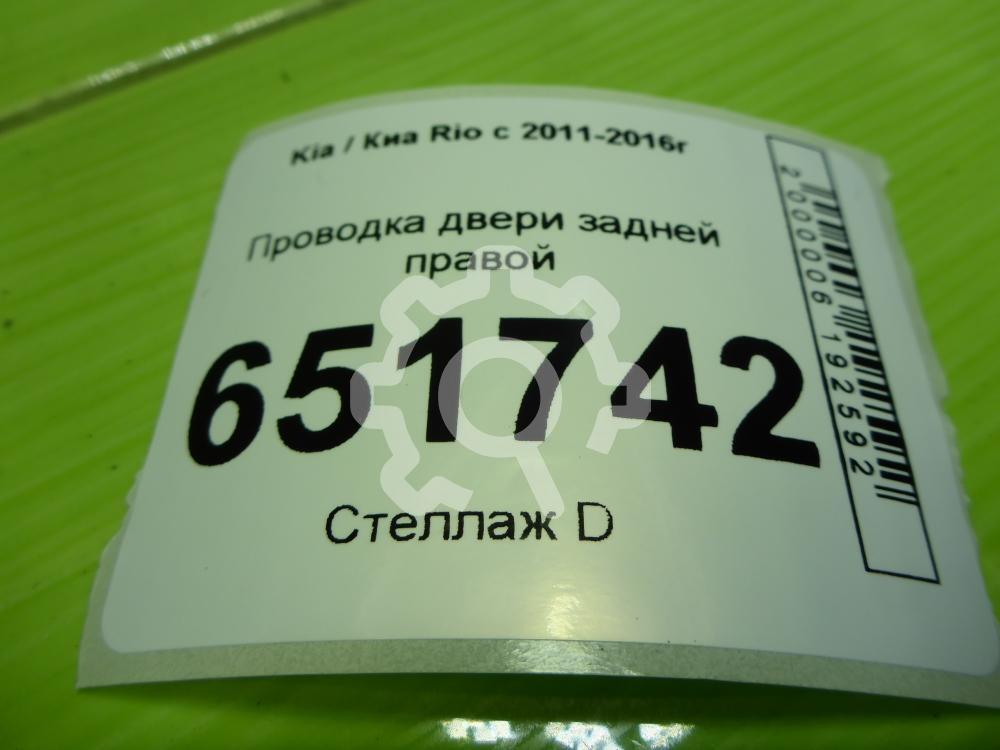 Kia / Киа Rio с 2011-2016г
Проводка двери задней
правой
651742
Стеллаж D
2000006192592